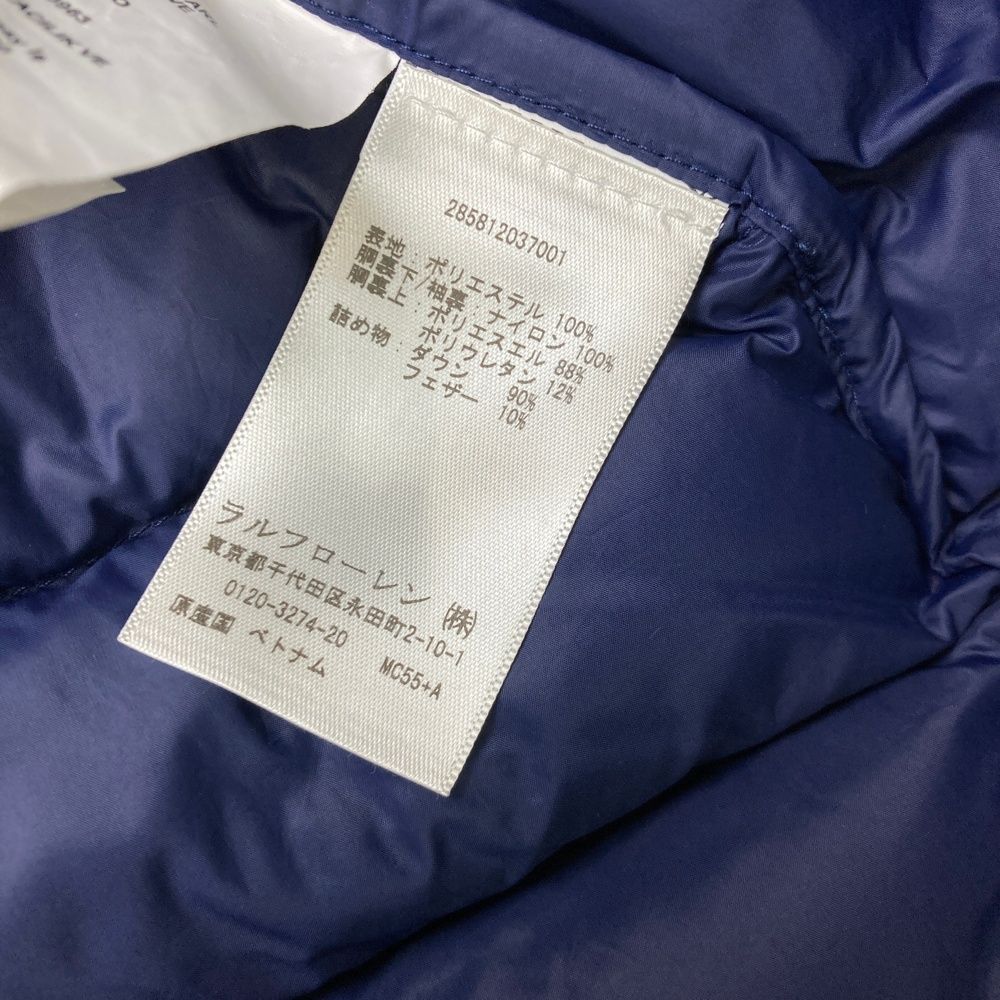 285812037001
表地:ポリエステル 100%
胴裏下/袖裏:ナイロン 100%
胴裏上:ポリエスエル 88%
ポリウレタン 12%
詰め物:ダウン 90%
フェザー 10%
ラルフローレン (株)
東京都千代田区永田町2-10-1
0120-3274-20
原産国 ベトナム MC55+A